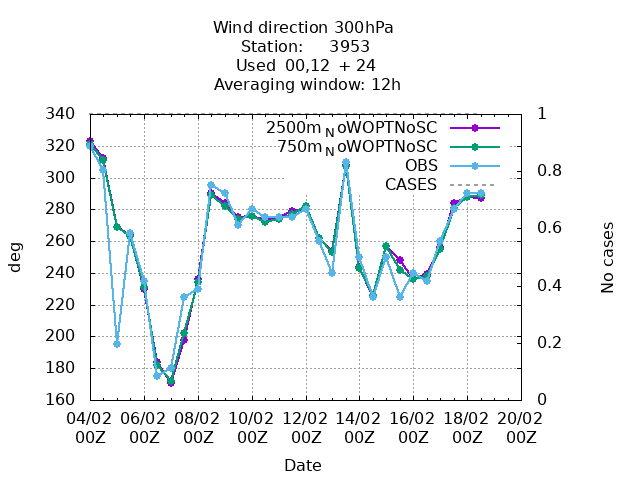 Wind direction 300hPa
Station: 3953
Used 00,12 + 24
Averaging window: 12h
340 1
2500m NoWOPTNoSC
320
750m NoWOPTNoSC
OBS
300 CASES 0.8
280
260 0.6
deg No cases
240 0.4
220
200 0.2
180
160 0
04/02 06/02 08/02 10/02 12/02 14/02 16/02 18/02 20/02
00Z 00Z 00Z 00Z 00Z 00Z 00Z 00Z 00Z
Date